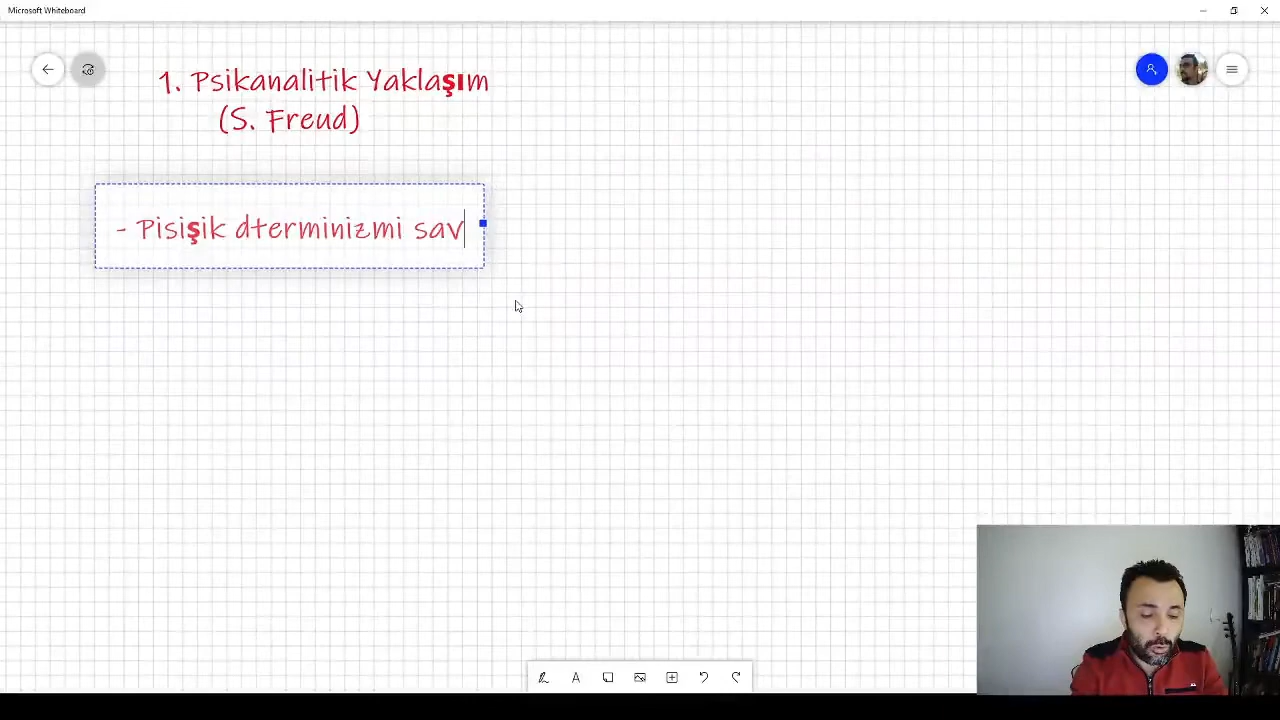 Microsoft Whiteboard
1. Psikanalitik Yaklaşım
(S. Freud)
- Pisişik dterminizmi sav